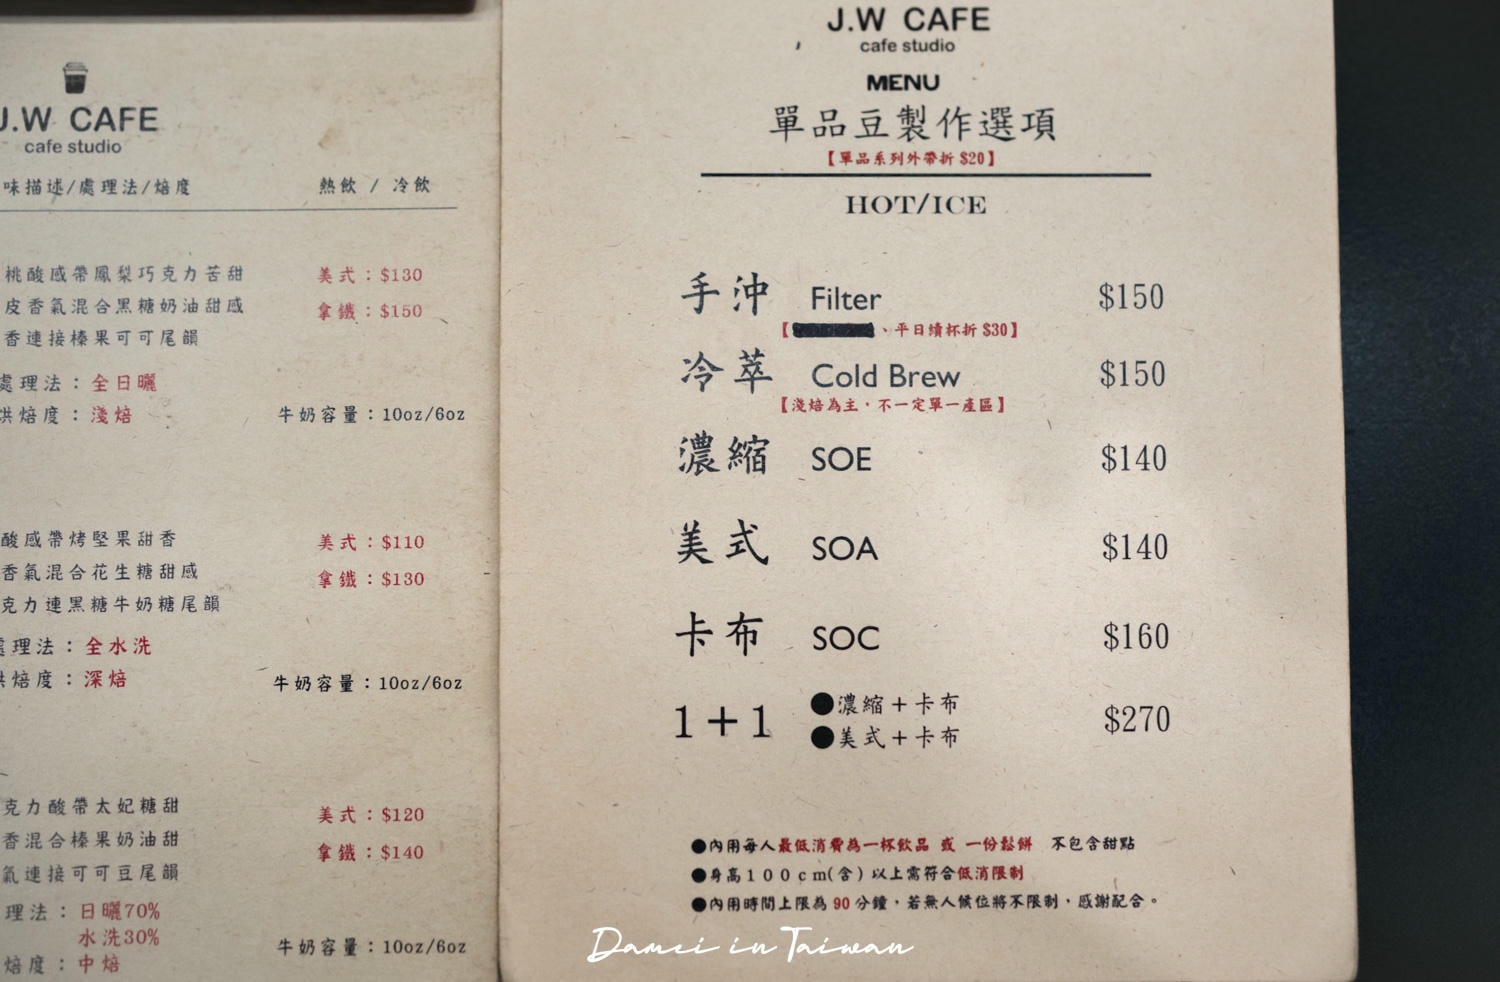 J.W CAFE
cafe studio
味描述/處理法/焙度
熱飲 / 冷飲
桃酸感帶鳳梨巧克力苦甜
皮香氣混合黑糖奶油甜感
香連接榛果可可尾韻
美式：$130
拿鐵：$150
處理法：全日曬
烘焙度：淺焙
牛奶容量：10oz/6oz
酸感帶烤堅果甜香
香氣混合花生糖甜感
克力連黑糖牛奶糖尾韻
美式：$110
拿鐵：$130
處理法：全水洗
烘焙度：深焙
牛奶容量：10oz/6oz
克力酸帶太妃糖甜
香混合榛果奶油甜
氣連接可可豆尾韻
美式：$120
拿鐵：$140
理法：日曬70%
水洗30%
焙度：中焙
牛奶容量：10oz/6oz
J.W CAFE
cafe studio
MENU
單品豆製作選項
【單品系列外帶折 $20】
HOT/ICE
手沖 Filter $150
【、平日續杯折 $30】
冷萃 Cold Brew $150
【淺焙為主，不一定單一產區】
濃縮 SOE $140
美式 SOA $140
卡布 SOC $160
1+1 ●濃縮＋卡布 $270
●美式＋卡布
●內用每人最低消費為一杯飲品 或 一份鬆餅 不包含甜點
●身高１００ｃｍ(含) 以上需符合低消限制
●內用時間上限為 90 分鐘，若無人候位將不限制，感謝配合。
Damei in Taiwan